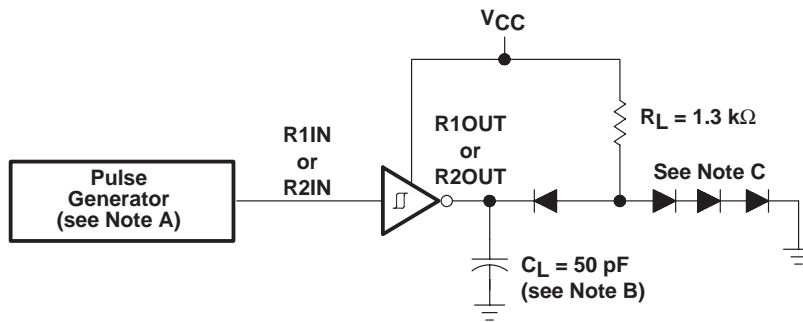 VCC
R1IN
or
R2IN
R1OUT
or
R2OUT
RL = 1.3 kΩ
See Note C
Pulse
Generator
(see Note A)
CL = 50 pF
(see Note B)